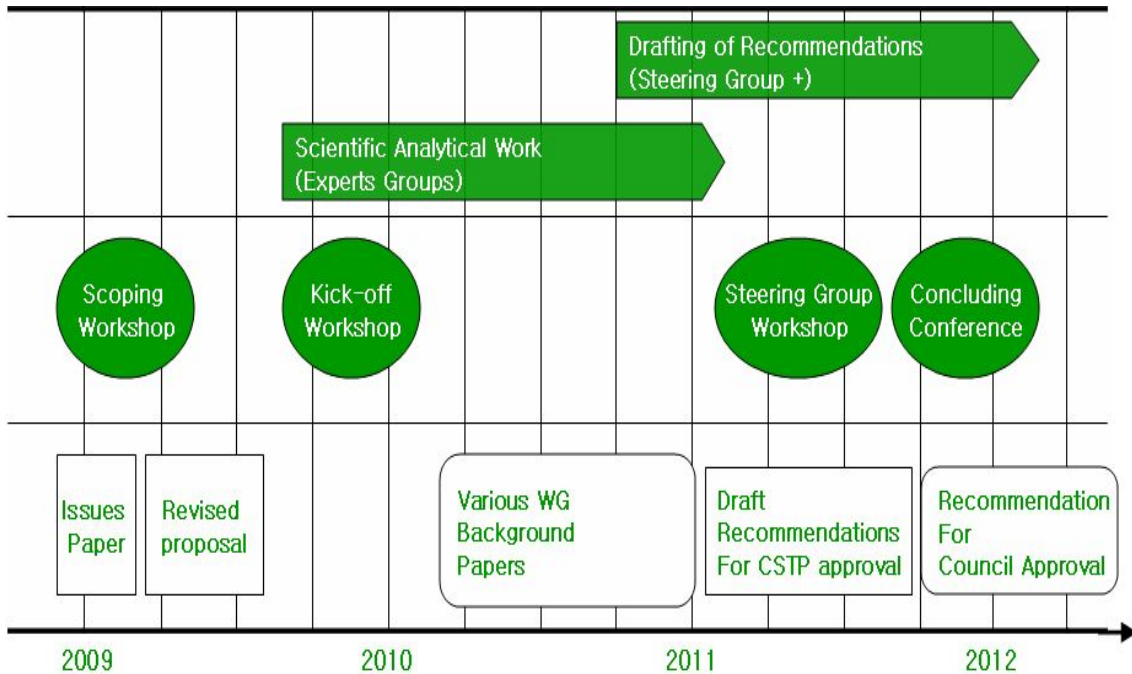 Drafting of Recommendations
(Steering Group +)
Scientific Analytical Work
(Experts Groups)
Scoping
Workshop
Kick-off
Workshop
Steering Group
Workshop
Concluding
Conference
Issues
Paper
Revised
proposal
Various WG
Background
Papers
Draft
Recommendations
For CSTP approval
Recommendation
For
Council Approval
2009
2010
2011
2012